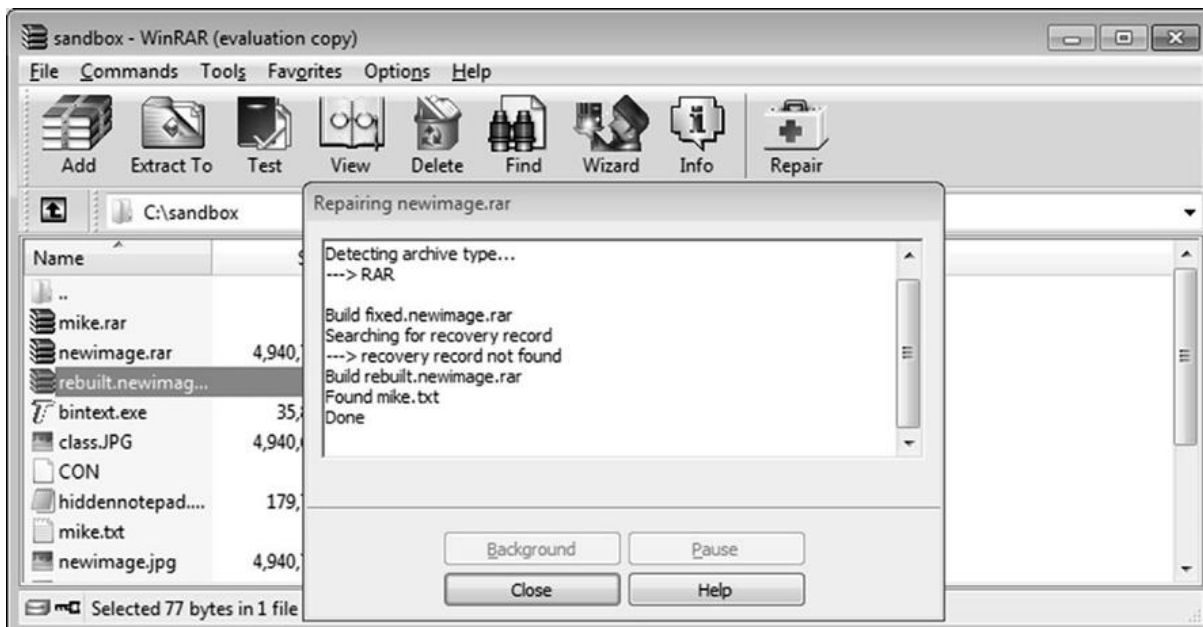 sandbox - WinRAR (evaluation copy)
File Commands Tools Favorites Options Help
Add Extract To Test View Delete Find Wizard Info Repair
C:\sandbox
Repairing newimage.rar
Name
..
mike.rar
newimage.rar 4,940,
rebuilt.newimag...
bintext.exe 35,
class.JPG 4,940,
CON
hiddennotepad.... 179,
mike.txt
newimage.jpg 4,940,
Detecting archive type...
---> RAR
Build fixed.newimage.rar
Searching for recovery record
---> recovery record not found
Build rebuilt.newimage.rar
Found mike.txt
Done
Background Pause
Close Help
Selected 77 bytes in 1 file